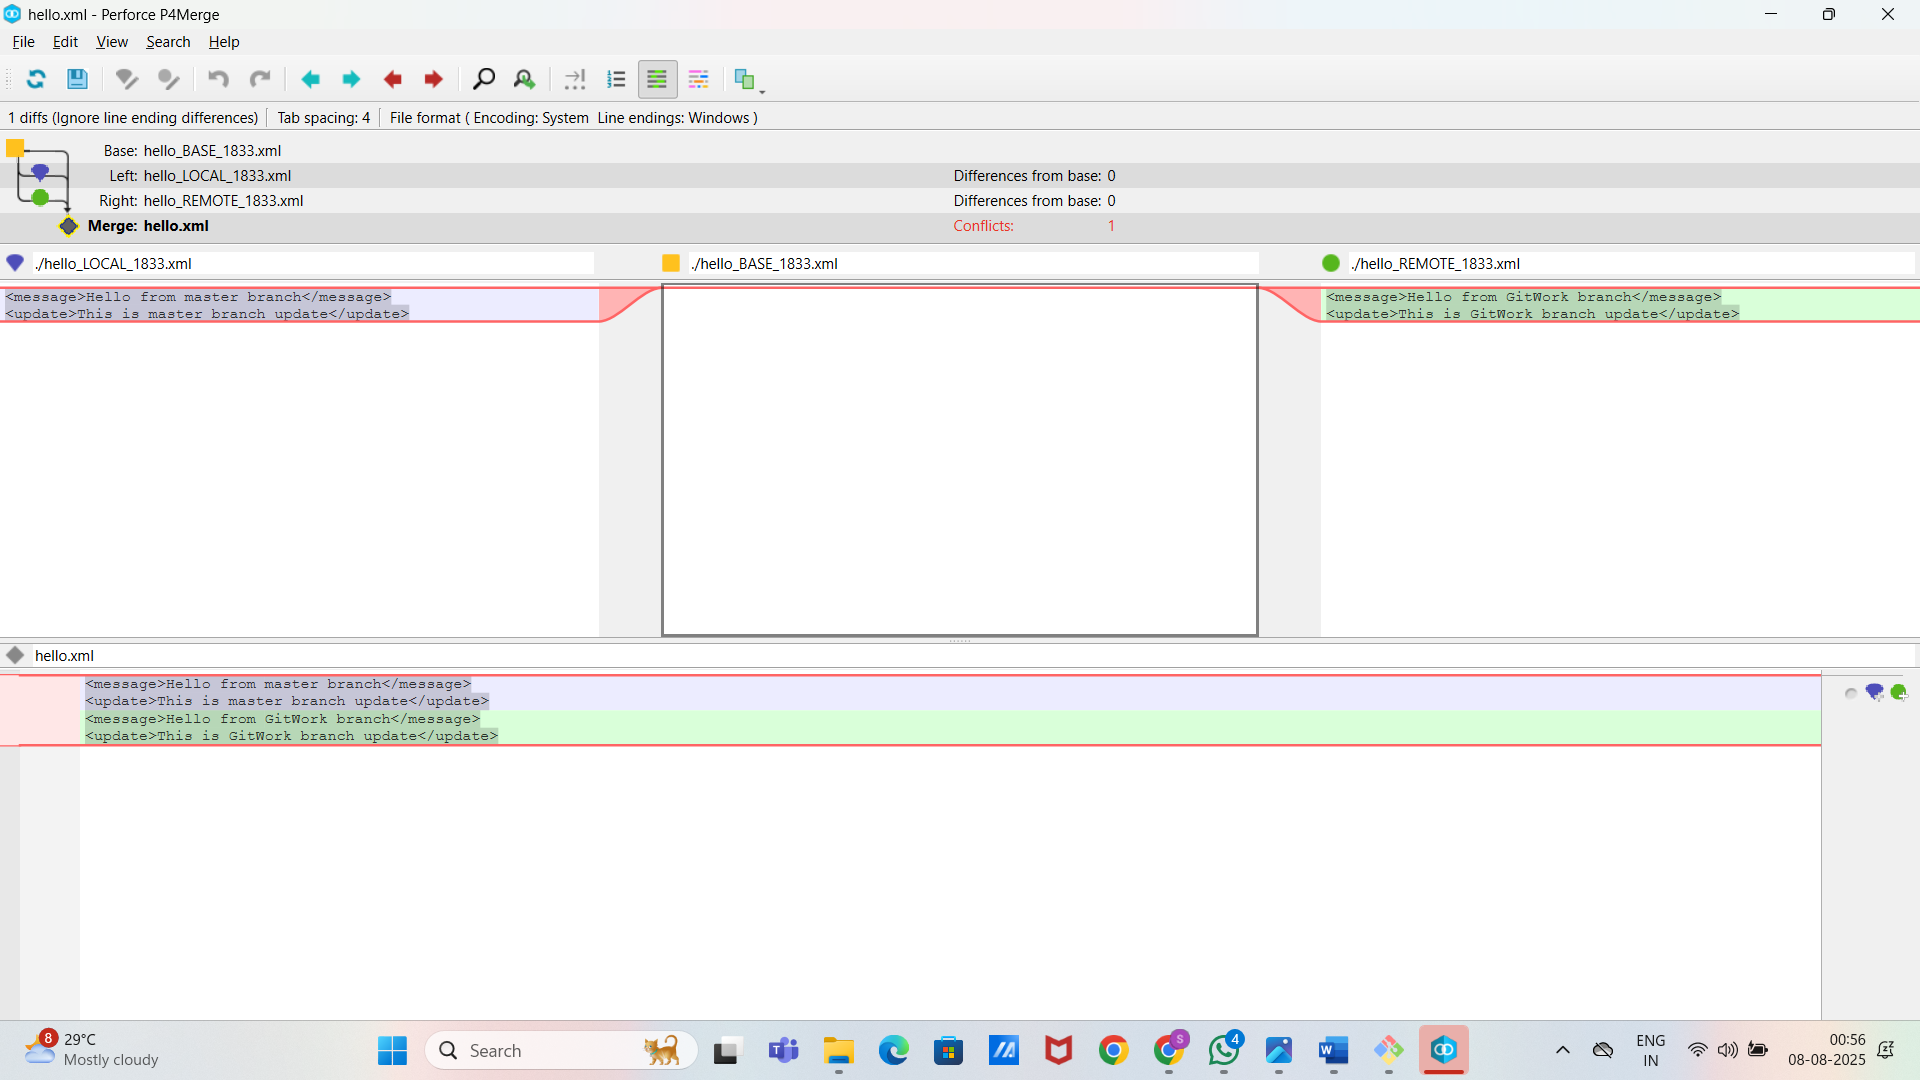 hello.xml - Perforce P4Merge
File Edit View Search Help
1 diffs (Ignore line ending differences) Tab spacing: 4 File format ( Encoding: System Line endings: Windows )
Base: hello_BASE_1833.xml
Left: hello_LOCAL_1833.xml Differences from base: 0
Right: hello_REMOTE_1833.xml Differences from base: 0
Merge: hello.xml Conflicts: 1
./hello_LOCAL_1833.xml ./hello_BASE_1833.xml ./hello_REMOTE_1833.xml
<message>Hello from master branch</message> <message>Hello from GitWork branch</message>
<update>This is master branch update</update> <update>This is GitWork branch update</update>
hello.xml
<message>Hello from master branch</message>
<update>This is master branch update</update>
<message>Hello from GitWork branch</message>
<update>This is GitWork branch update</update>
8 29°C
Mostly cloudy
Search
S
4
ENG
IN
00:56
08-08-2025